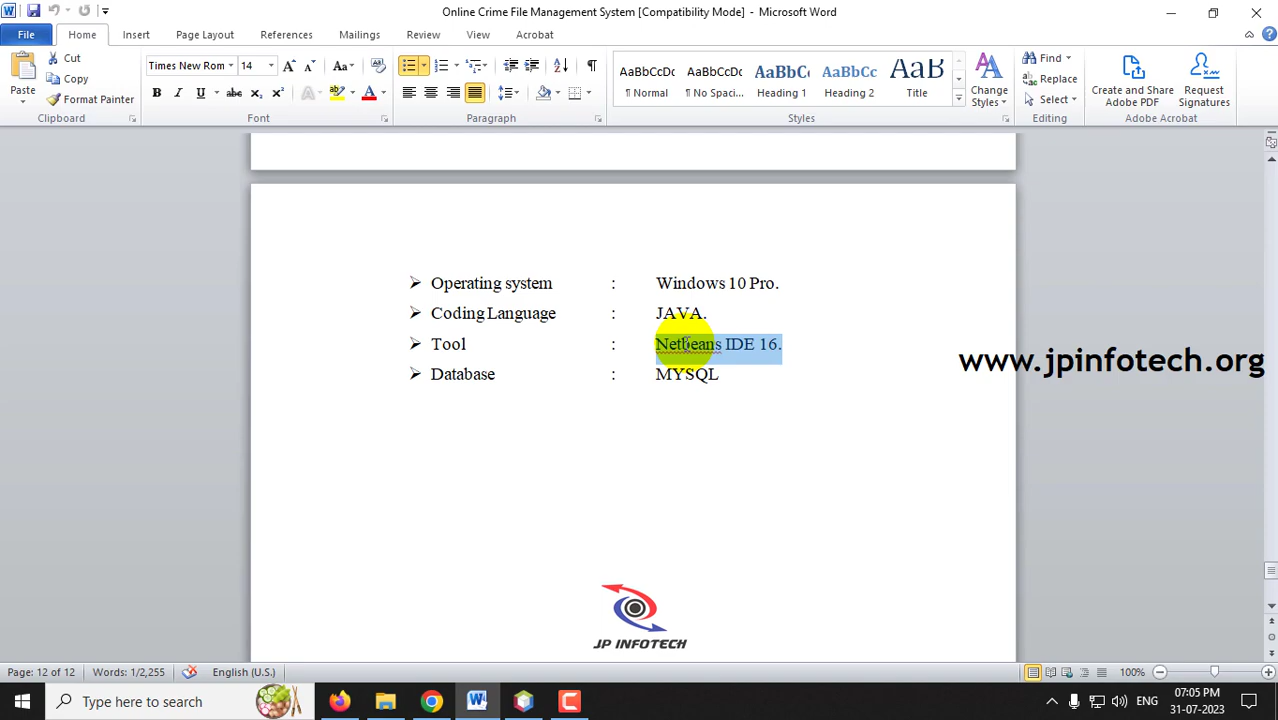 Online Crime File Management System [Compatibility Mode] - Microsoft Word
File Home Insert Page Layout References Mailings Review View Acrobat
Paste
Cut
Copy
Format Painter
Clipboard
Times New Rom 14
Font
Paragraph
AaBbCcDc AaBbCcDc AaBbCc AaBbCc AaB
¶ Normal ¶ No Spaci... Heading 1 Heading 2 Title
Change
Styles
Styles
Find
Replace
Select
Editing
Create and Share
Adobe PDF
Request
Signatures
Adobe Acrobat
Operating system : Windows 10 Pro.
Coding Language : JAVA.
Tool : Netbeans IDE 16.
Database : MYSQL
www.jpinfotech.org
JP INFOTECH
Page: 12 of 12 Words: 1/2,255 English (U.S.) 100%
Type here to search
ENG
07:05 PM
31-07-2023